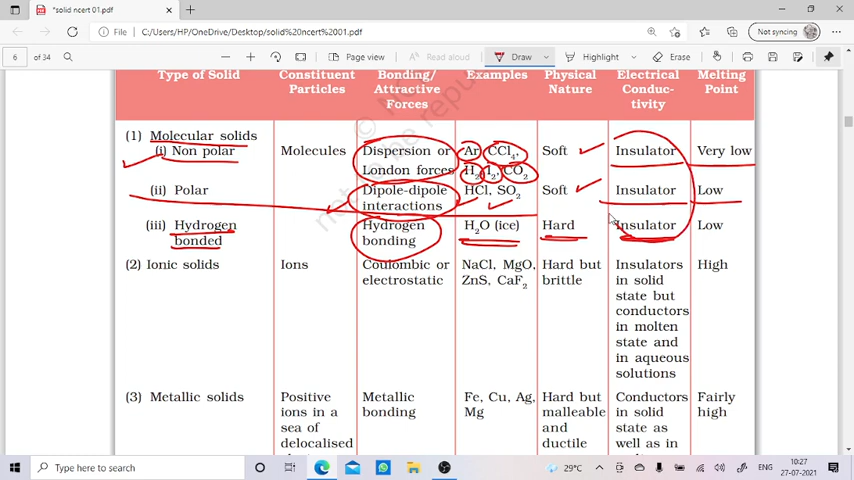 solid ncert 01.pdf
File
C:/Users/HP/OneDrive/Desktop/solid%20ncert%2001.pdf
Not syncing
6 of 34
Page view
Read aloud
Draw
Highlight
Erase
Type of Solid Constituent Particles Bonding/ Attractive Forces Examples Physical Nature Electrical Conduc- tivity Melting Point
(1) Molecular solids
(i) Non polar Molecules Dispersion or London forces Ar, CCl4, H2, I2, CO2 Soft Insulator Very low
(ii) Polar Dipole-dipole interactions HCl, SO2 Soft Insulator Low
(iii) Hydrogen bonded Hydrogen bonding H2O (ice) Hard Insulator Low
(2) Ionic solids Ions Coulombic or electrostatic NaCl, MgO, ZnS, CaF2 Hard but brittle Insulators in solid state but conductors in molten state and in aqueous solutions High
(3) Metallic solids Positive ions in a sea of delocalised Metallic bonding Fe, Cu, Ag, Mg Hard but malleable and ductile Conductors in solid state as well as in Fairly high
Type here to search
29°C
ENG
10:27
27-07-2021